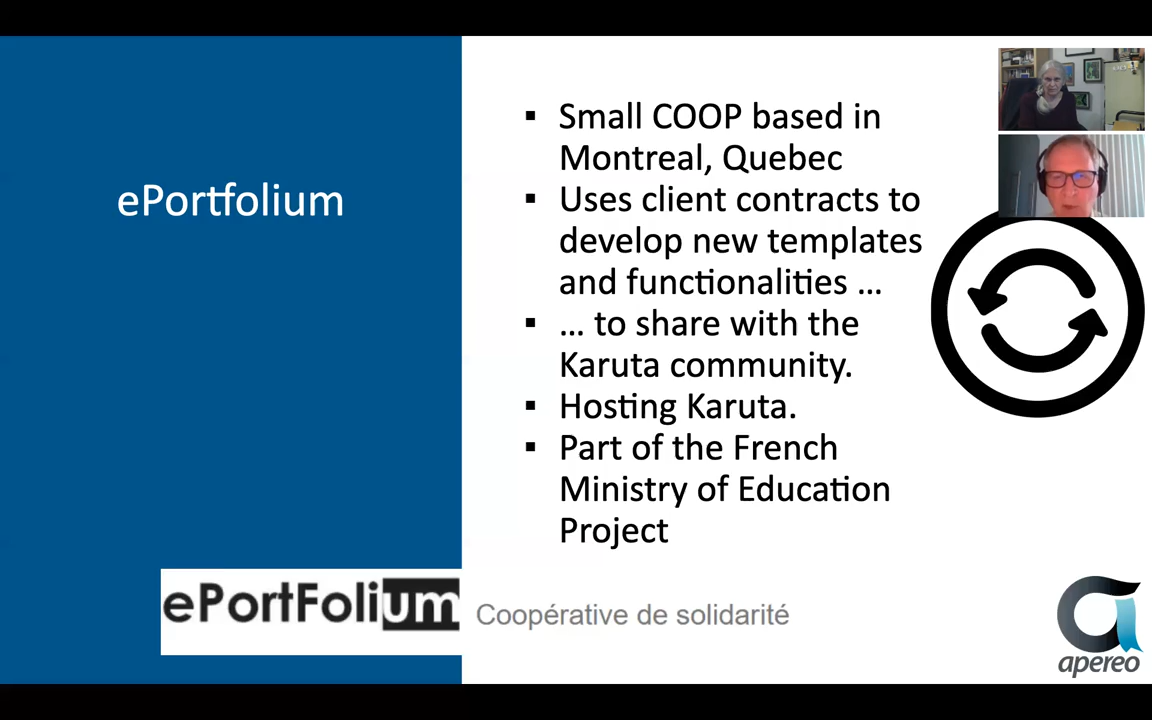 ePortfolium
▪ Small COOP based in
Montreal, Quebec
▪ Uses client contracts to
develop new templates
and functionalities …
▪ … to share with the
Karuta community.
▪ Hosting Karuta.
▪ Part of the French
Ministry of Education
Project
ePortFolium
Coopérative de solidarité
apereo